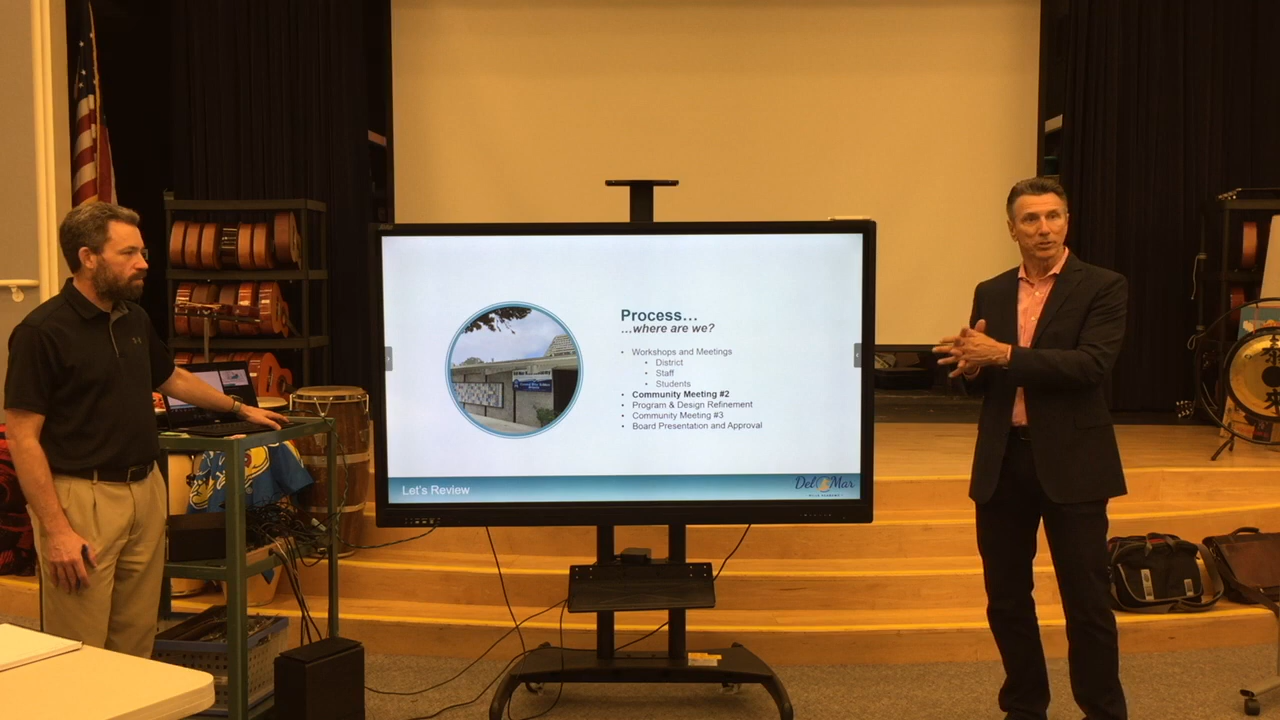 Process...
...where are we?
• Workshops and Meetings
• District
• Staff
• Students
• Community Meeting #2
• Program & Design Refinement
• Community Meeting #3
• Board Presentation and Approval
Let's Review
Del Mar